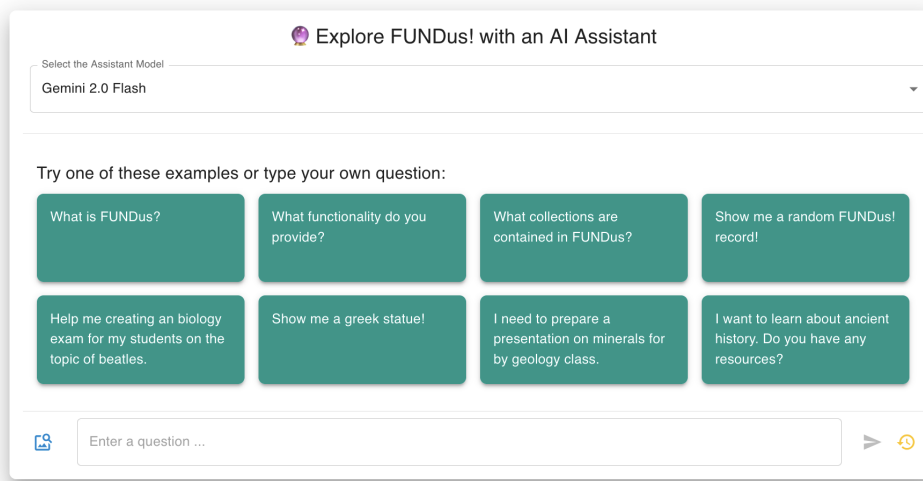 🔮 Explore FUNDus! with an AI Assistant
Select the Assistant Model
Gemini 2.0 Flash
Try one of these examples or type your own question:
What is FUNDus?
What functionality do you
provide?
What collections are
contained in FUNDus?
Show me a random FUNDus!
record!
Help me creating an biology
exam for my students on the
topic of beatles.
Show me a greek statue!
I need to prepare a
presentation on minerals for
by geology class.
I want to learn about ancient
history. Do you have any
resources?
Enter a question ...